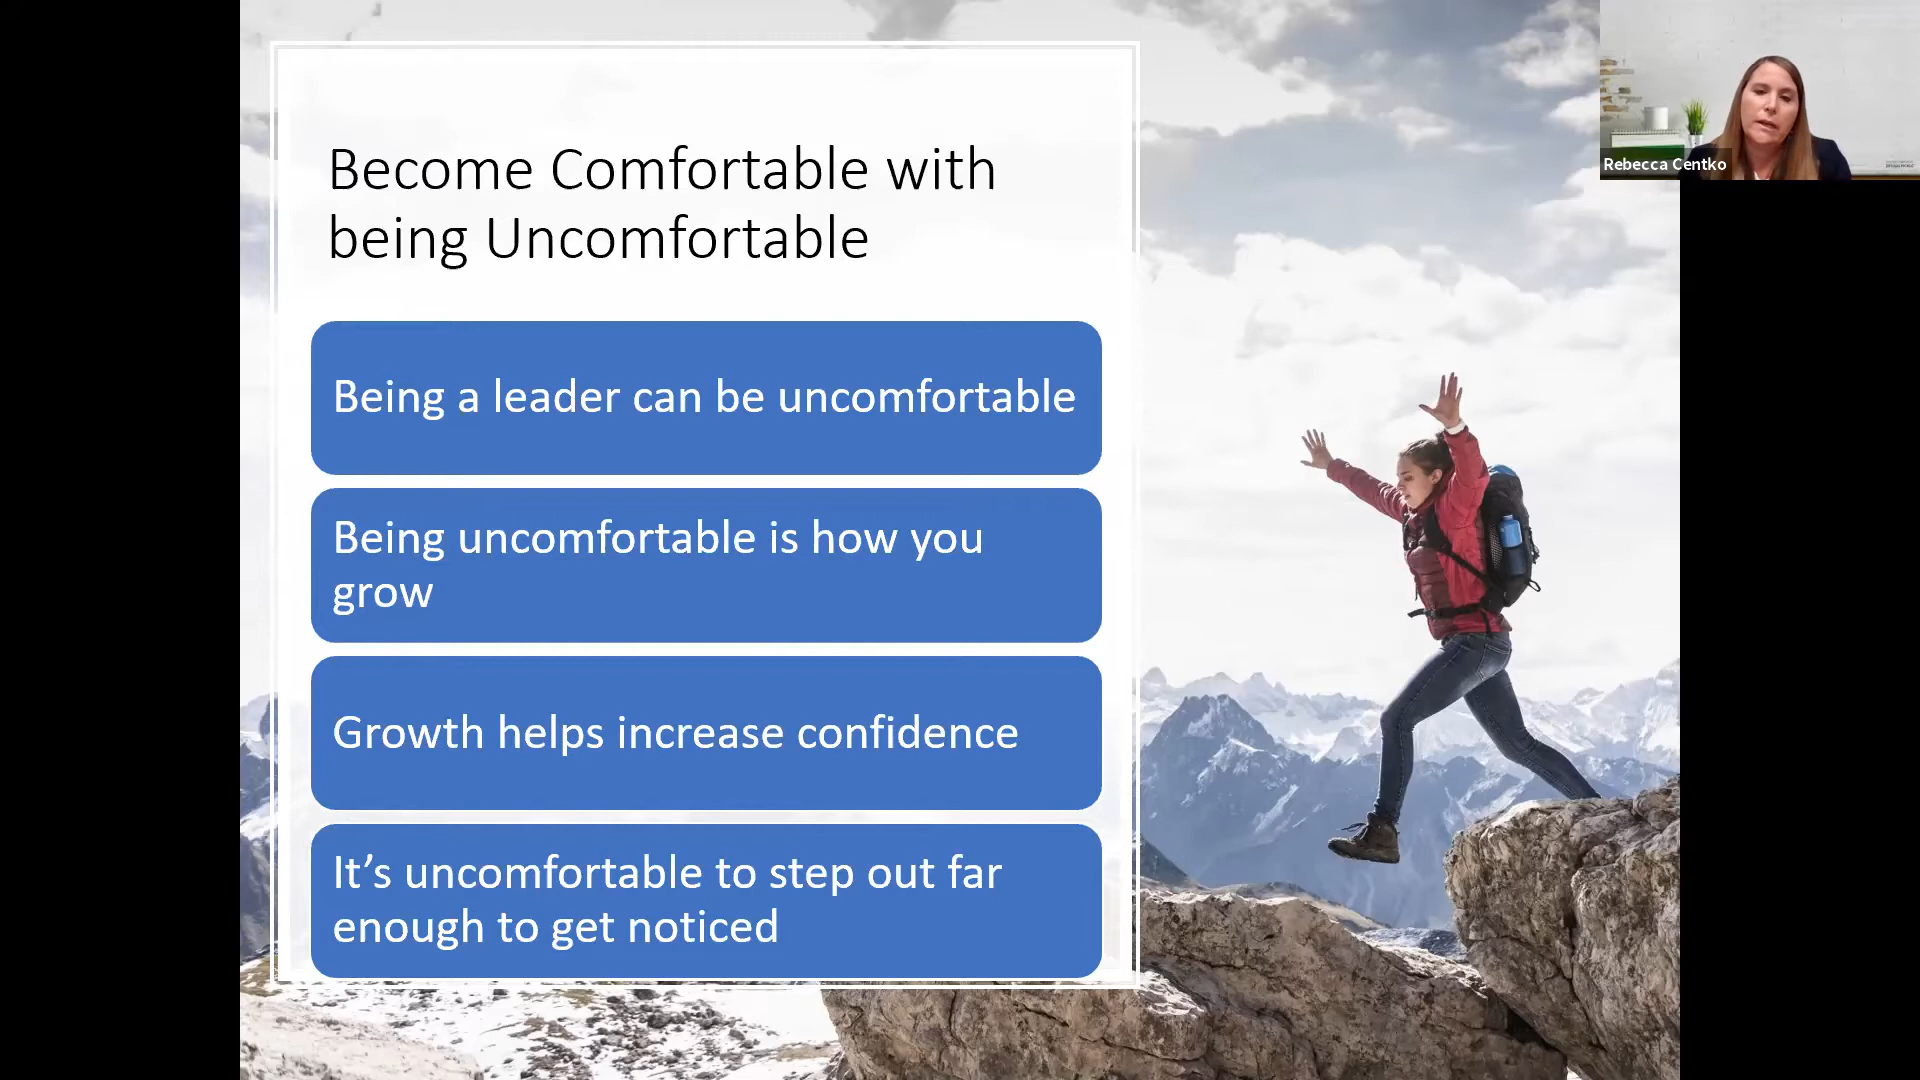 Become Comfortable with
being Uncomfortable
Being a leader can be uncomfortable
Being uncomfortable is how you
grow
Growth helps increase confidence
It’s uncomfortable to step out far
enough to get noticed
Rebecca Centko